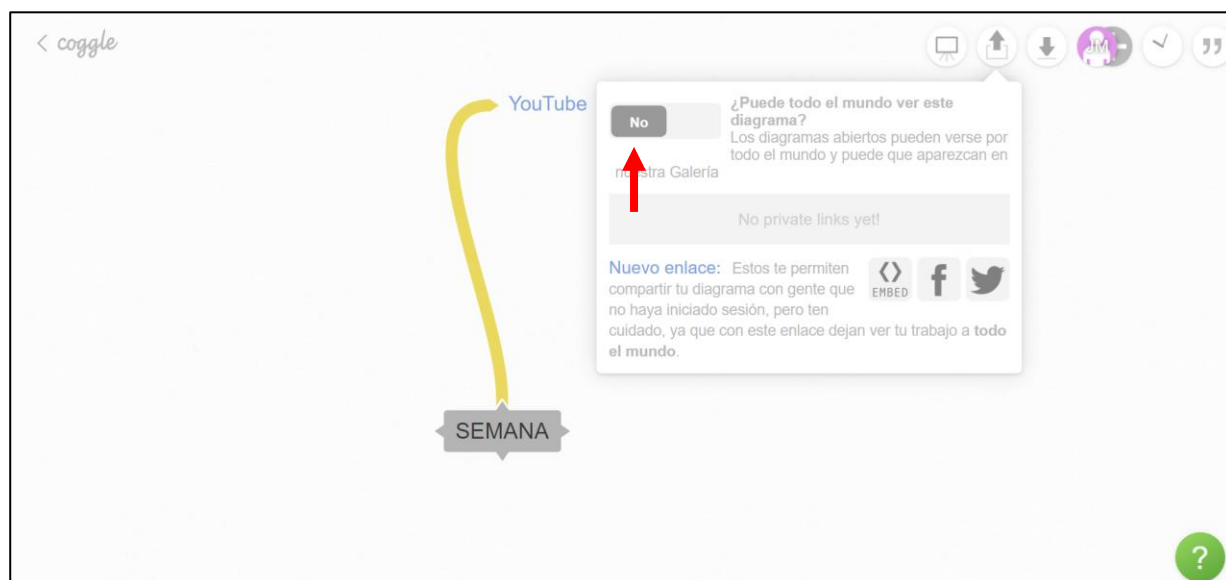 coggle
JM
YouTube
No
¿Puede todo el mundo ver este
diagrama?
Los diagramas abiertos pueden verse por
todo el mundo y puede que aparezcan en
nuestra Galería
No private links yet!
Nuevo enlace: Estos te permiten
compartir tu diagrama con gente que
no haya iniciado sesión, pero ten
cuidado, ya que con este enlace dejan ver tu trabajo a todo
el mundo.
EMBED
SEMANA
?